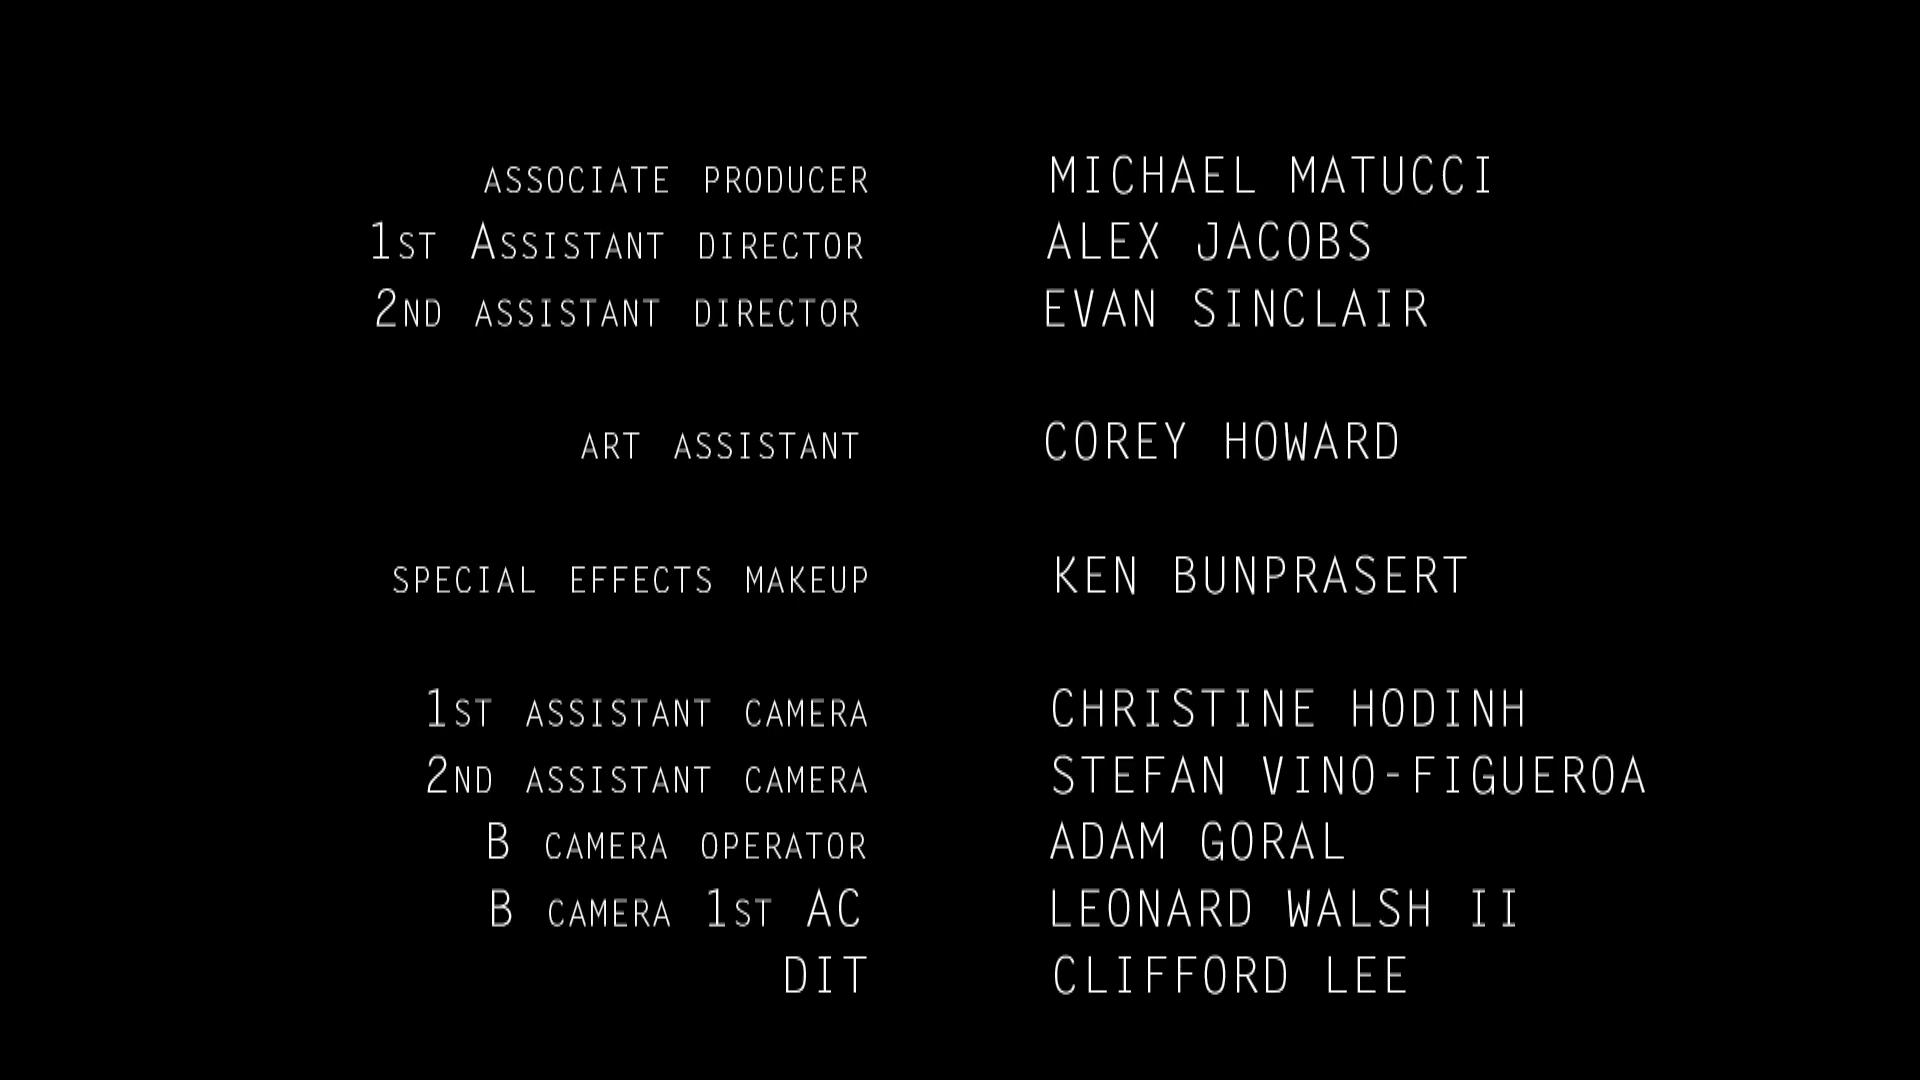 ASSOCIATE PRODUCER MICHAEL MATUCCI
1ST ASSISTANT DIRECTOR ALEX JACOBS
2ND ASSISTANT DIRECTOR EVAN SINCLAIR
ART ASSISTANT COREY HOWARD
SPECIAL EFFECTS MAKEUP KEN BUNPRASERT
1ST ASSISTANT CAMERA CHRISTINE HODINH
2ND ASSISTANT CAMERA STEFAN VINO-FIGUEROA
B CAMERA OPERATOR ADAM GORAL
B CAMERA 1ST AC LEONARD WALSH II
DIT CLIFFORD LEE